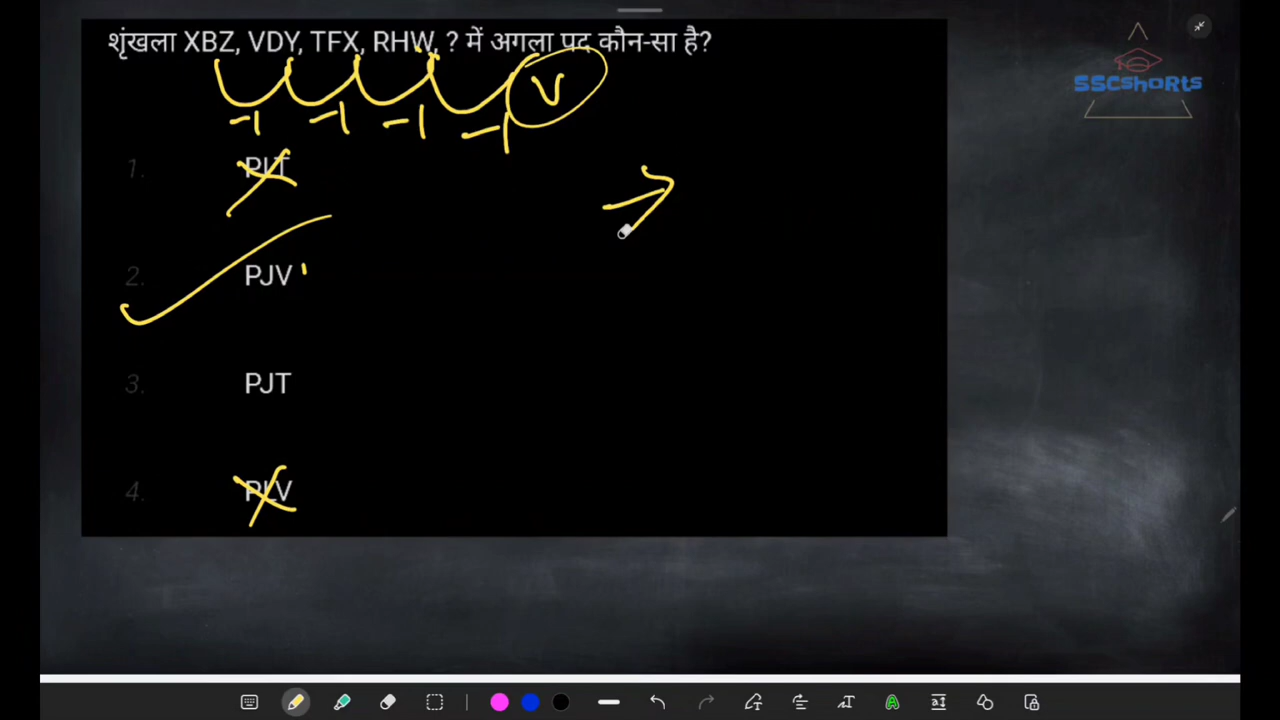 शृंखला XBZ, VDY, TFX, RHW, ? में अगला पद कौन-सा है?
V
-1 -1 -1 -1
SSCshoRts
1. PLT
2. PJV
3. PJT
4. PLV